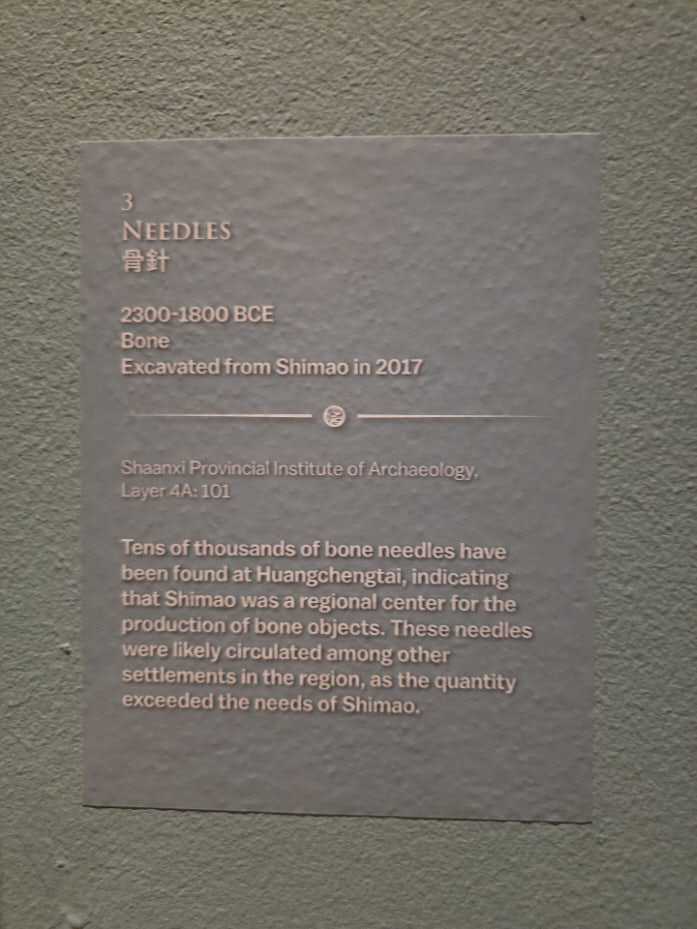 3
NEEDLES
骨針
2300-1800 BCE
Bone
Excavated from Shimao in 2017
Shaanxi Provincial Institute of Archaeology,
Layer 4A: 101
Tens of thousands of bone needles have
been found at Huangchengtai, indicating
that Shimao was a regional center for the
production of bone objects. These needles
were likely circulated among other
settlements in the region, as the quantity
exceeded the needs of Shimao.